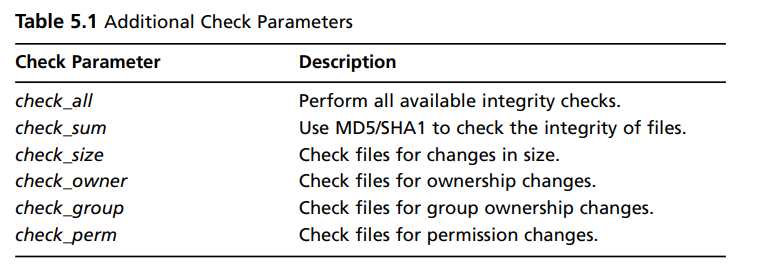 Table 5.1 Additional Check Parameters
Check Parameter Description
check_all Perform all available integrity checks.
check_sum Use MD5/SHA1 to check the integrity of files.
check_size Check files for changes in size.
check_owner Check files for ownership changes.
check_group Check files for group ownership changes.
check_perm Check files for permission changes.